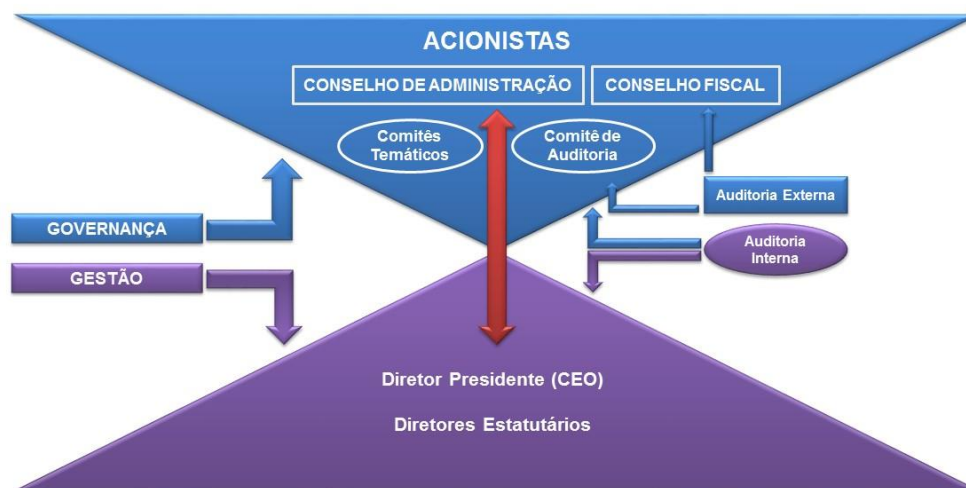 ACIONISTAS
CONSELHO DE ADMINISTRAÇÃO
CONSELHO FISCAL
Comitês
Temáticos
Comitê de
Auditoria
Auditoria Externa
GOVERNANÇA
Auditoria
Interna
GESTÃO
Diretor Presidente (CEO)
Diretores Estatutários